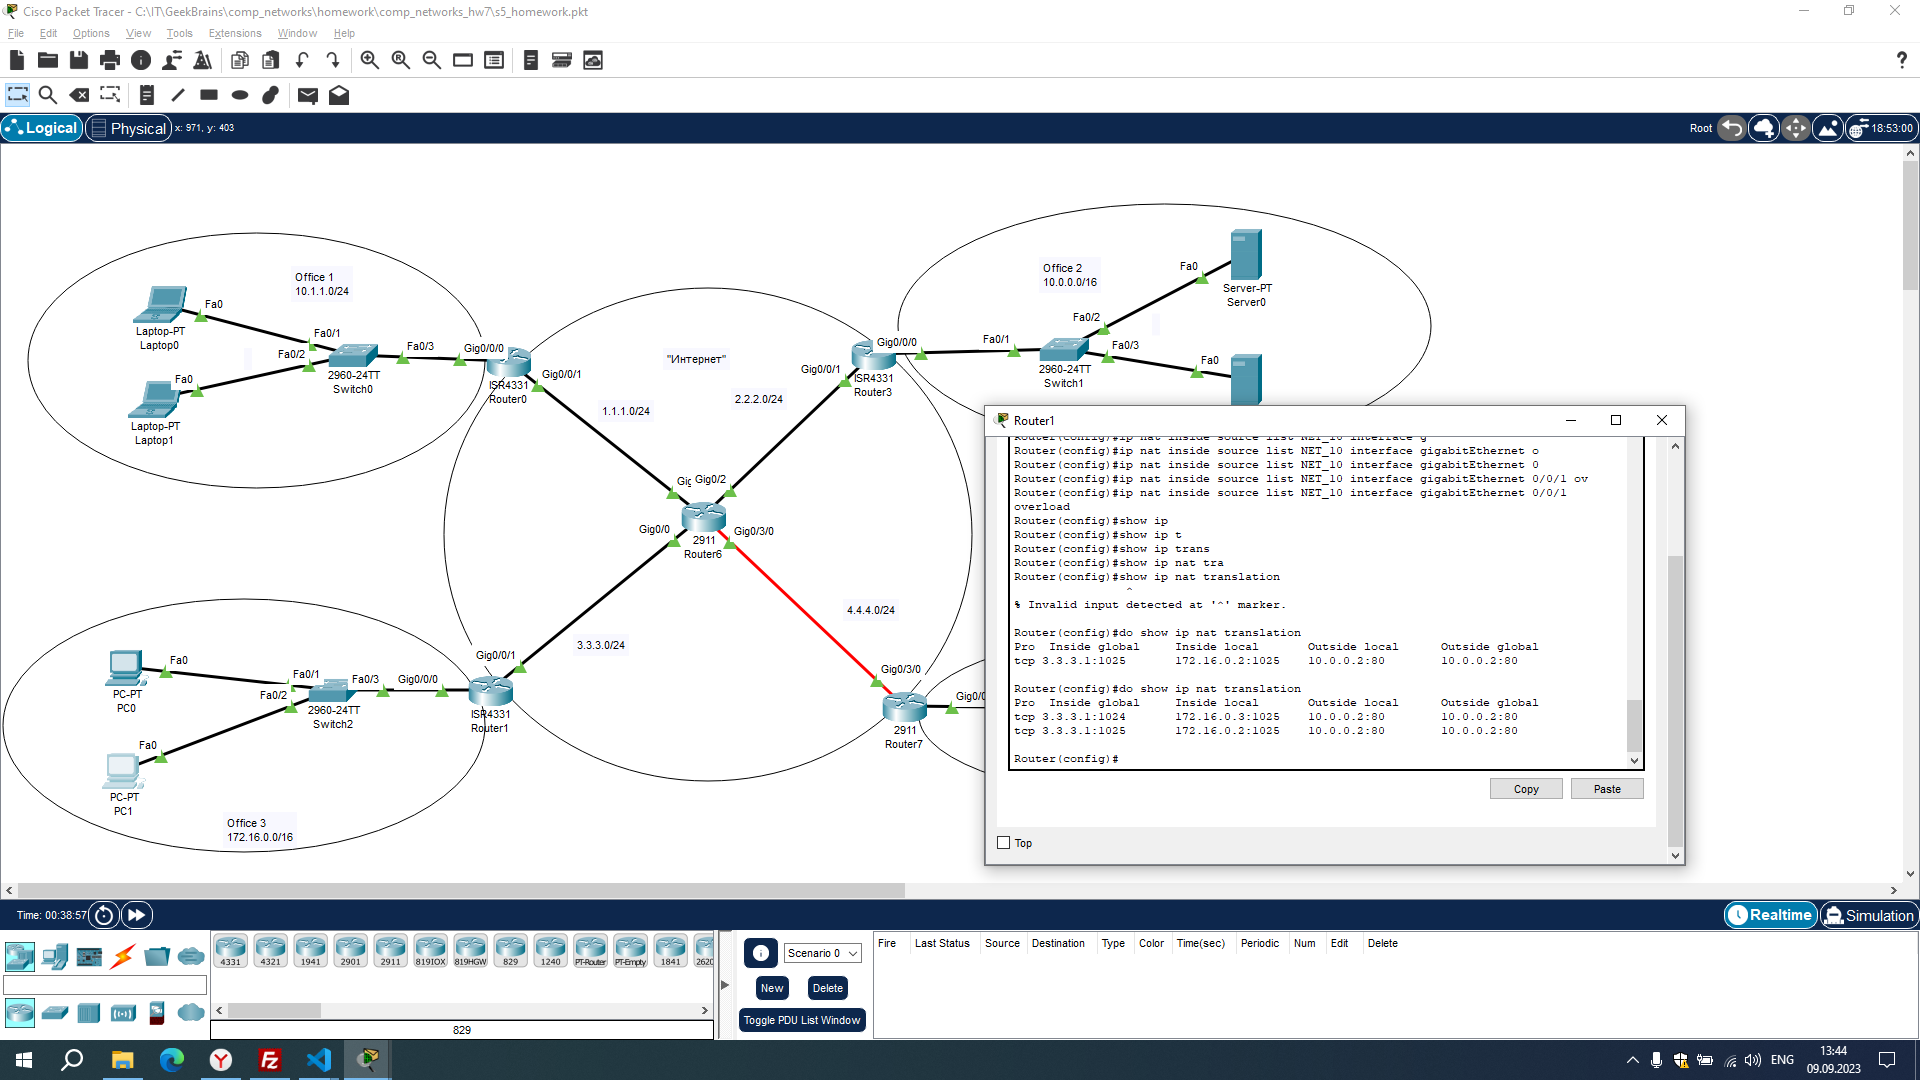 Cisco Packet Tracer - C:\IT\GeekBrains\comp_networks\homework\comp_networks_hw7\s5_homework.pkt
File Edit Options View Tools Extensions Window Help
Logical Physical x: 971, y: 403 Root 18:53:00
Office 1
10.1.1.0/24
Laptop-PT
Laptop0
Fa0
Fa0/1
Fa0/2
Fa0
Laptop-PT
Laptop1
2960-24TT
Switch0
Fa0/3
Gig0/0/0
ISR4331
Router0
Gig0/0/1
"Интернет"
1.1.1.0/24
2.2.2.0/24
Gig0/0/1
Gig0/0/0
ISR4331
Router3
Office 2
10.0.0.0/16
Fa0/1
Fa0/2
Fa0/3
2960-24TT
Switch1
Fa0
Server-PT
Server0
Fa0
Gig0/2
Gig0/0
Gig0/3/0
2911
Router6
3.3.3.0/24
4.4.4.0/24
Gig0/0/1
Gig0/3/0
2911
Router7
PC-PT
PC0
Fa0
Fa0/1
Fa0/2
Fa0
PC-PT
PC1
2960-24TT
Switch2
Fa0/3
Gig0/0/0
ISR4331
Router1
Office 3
172.16.0.0/16
Router1
Router(config)#ip nat inside source list NET_10 interface g
Router(config)#ip nat inside source list NET_10 interface gigabitEthernet o
Router(config)#ip nat inside source list NET_10 interface gigabitEthernet 0
Router(config)#ip nat inside source list NET_10 interface gigabitEthernet 0/0/1 ov
Router(config)#ip nat inside source list NET_10 interface gigabitEthernet 0/0/1
overload
Router(config)#show ip
Router(config)#show ip t
Router(config)#show ip trans
Router(config)#show ip nat tra
Router(config)#show ip nat translation
^
% Invalid input detected at '^' marker.
Router(config)#do show ip nat translation
Pro Inside global Inside local Outside local Outside global
tcp 3.3.3.1:1025 172.16.0.2:1025 10.0.0.2:80 10.0.0.2:80
Router(config)#do show ip nat translation
Pro Inside global Inside local Outside local Outside global
tcp 3.3.3.1:1024 172.16.0.3:1025 10.0.0.2:80 10.0.0.2:80
tcp 3.3.3.1:1025 172.16.0.2:1025 10.0.0.2:80 10.0.0.2:80
Router(config)#
Copy Paste
Top
Time: 00:38:57 Realtime Simulation
4331 4321 1941 2901 2911 819IOX 819HGW 829 1240 PT-Router PT-Empty 1841
829
Scenario 0
New Delete
Toggle PDU List Window
Fire Last Status Source Destination Type Color Time(sec) Periodic Num Edit Delete
ENG
13:44
09.09.2023